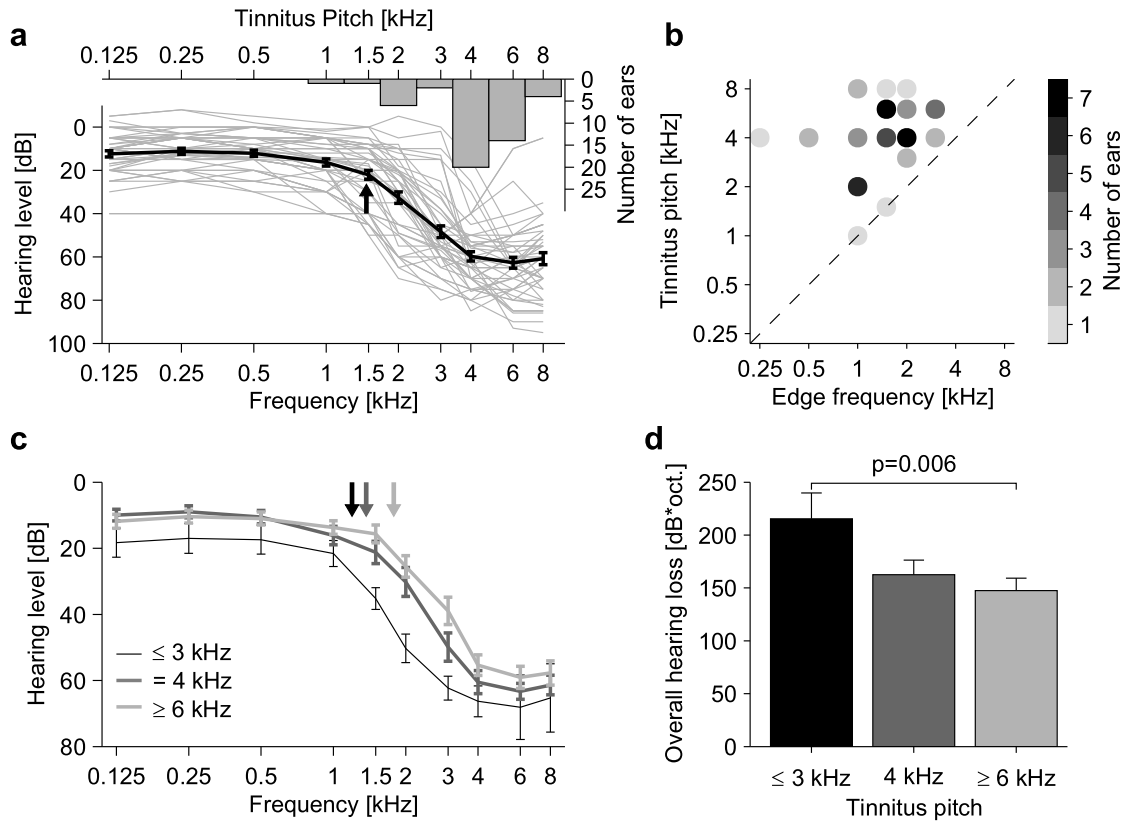 a
Tinnitus Pitch [kHz]
0.125 0.25 0.5 1 1.5 2 3 4 6 8
Hearing level [dB]
0
20
40
60
80
100
0
5
10
15
20
25
Number of ears
0.125 0.25 0.5 1 1.5 2 3 4 6 8
Frequency [kHz]
b
Tinnitus pitch [kHz]
8
4
2
1
0.5
0.25
0.25 0.5 1 2 4 8
Edge frequency [kHz]
7
6
5
4
3
2
1
Number of ears
c
Hearing level [dB]
0
20
40
60
80
≤ 3 kHz
= 4 kHz
≥ 6 kHz
0.125 0.25 0.5 1 1.5 2 3 4 6 8
Frequency [kHz]
d
Overall hearing loss [dB*oct.]
250
200
150
100
50
0
p=0.006
≤ 3 kHz 4 kHz ≥ 6 kHz
Tinnitus pitch